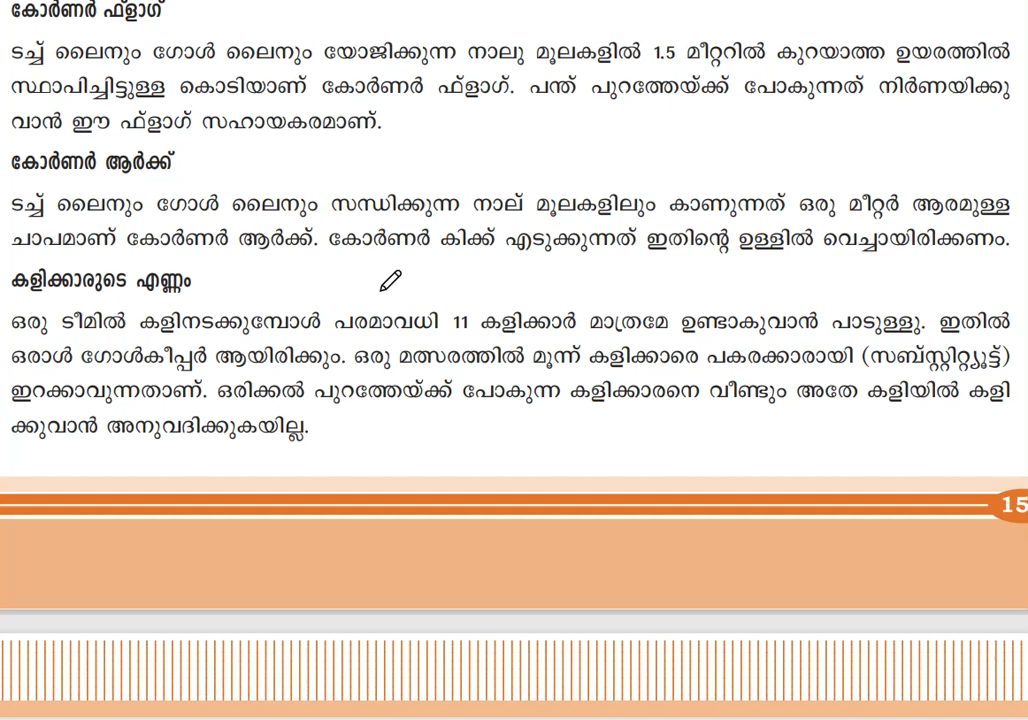 കോർണർ ഫ്ളാഗ്
ടച്ച് ലൈനും ഗോൾ ലൈനും യോജിക്കുന്ന നാലു മൂലകളിൽ 1.5 മീറ്ററിൽ കുറയാത്ത ഉയരത്തിൽ
സ്ഥാപിച്ചിട്ടുള്ള കൊടിയാണ് കോർണർ ഫ്ളാഗ്. പന്ത് പുറത്തേയ്ക്ക് പോകുന്നത് നിർണയിക്കു
വാൻ ഈ ഫ്ളാഗ് സഹായകരമാണ്.
കോർണർ ആർക്ക്
ടച്ച് ലൈനും ഗോൾ ലൈനും സന്ധിക്കുന്ന നാല് മൂലകളിലും കാണുന്നത് ഒരു മീറ്റർ ആരമുള്ള
ചാപമാണ് കോർണർ ആർക്ക്. കോർണർ കിക്ക് എടുക്കുന്നത് ഇതിന്റെ ഉള്ളിൽ വെച്ചായിരിക്കണം.
കളിക്കാരുടെ എണ്ണം
ഒരു ടീമിൽ കളിനടക്കുമ്പോൾ പരമാവധി 11 കളിക്കാർ മാത്രമേ ഉണ്ടാകുവാൻ പാടുള്ളു. ഇതിൽ
ഒരാൾ ഗോൾകീപ്പർ ആയിരിക്കും. ഒരു മത്സരത്തിൽ മൂന്ന് കളിക്കാരെ പകരക്കാരായി (സബ്സ്റ്റിറ്റ്യൂട്ട്)
ഇറക്കാവുന്നതാണ്. ഒരിക്കൽ പുറത്തേയ്ക്ക് പോകുന്ന കളിക്കാരനെ വീണ്ടും അതേ കളിയിൽ കളി
ക്കുവാൻ അനുവദിക്കുകയില്ല.
15